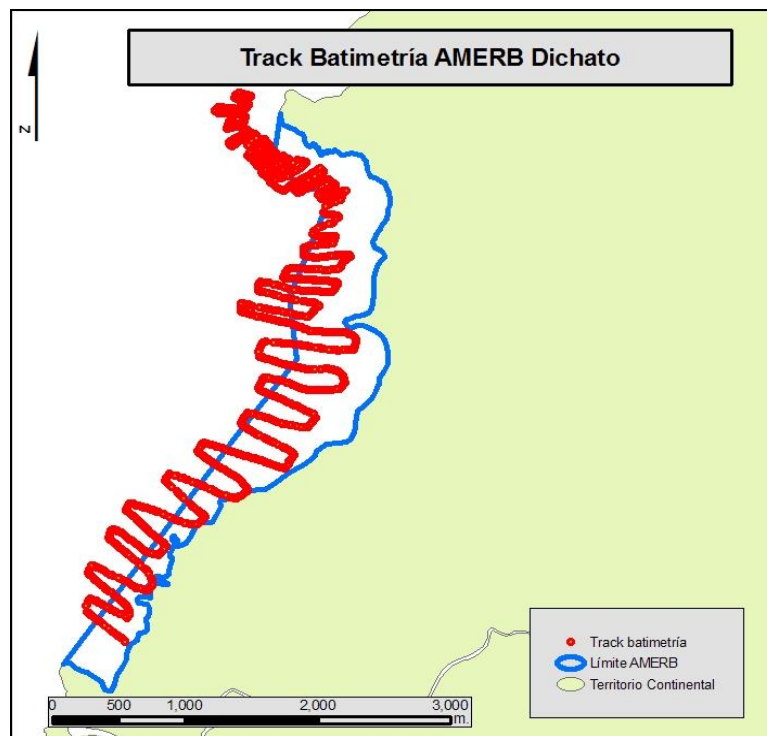 Track Batimetría AMERB Dichato
N
Track batimetría
Límite AMERB
Territorio Continental
0 500 1,000 2,000 3,000
m.